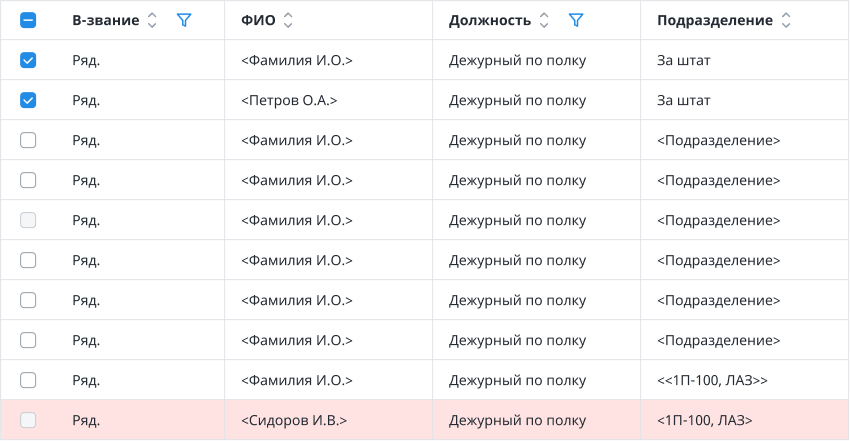 В-звание ФИО Должность Подразделение
Ряд. <Фамилия И.О.> Дежурный по полку За штат
Ряд. <Петров О.А.> Дежурный по полку За штат
Ряд. <Фамилия И.О.> Дежурный по полку <Подразделение>
Ряд. <Фамилия И.О.> Дежурный по полку <Подразделение>
Ряд. <Фамилия И.О.> Дежурный по полку <Подразделение>
Ряд. <Фамилия И.О.> Дежурный по полку <Подразделение>
Ряд. <Фамилия И.О.> Дежурный по полку <Подразделение>
Ряд. <Фамилия И.О.> Дежурный по полку <Подразделение>
Ряд. <Фамилия И.О.> Дежурный по полку <<1П-100, ЛАЗ>>
Ряд. <Сидоров И.В.> Дежурный по полку <1П-100, ЛАЗ>